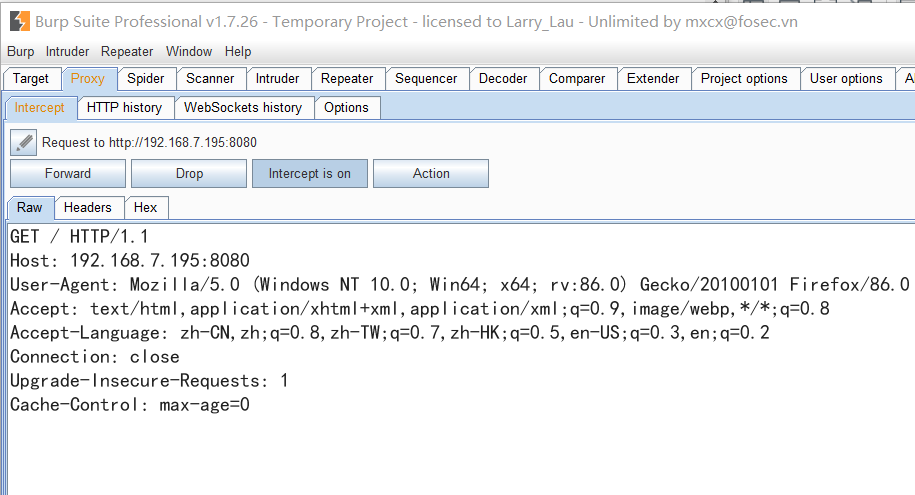 Burp Suite Professional v1.7.26 - Temporary Project - licensed to Larry_Lau - Unlimited by mxcx@fosec.vn
Burp Intruder Repeater Window Help
Target Proxy Spider Scanner Intruder Repeater Sequencer Decoder Comparer Extender Project options User options
Intercept HTTP history WebSockets history Options
Request to http://192.168.7.195:8080
Forward Drop Intercept is on Action
Raw Headers Hex
GET / HTTP/1.1
Host: 192.168.7.195:8080
User-Agent: Mozilla/5.0 (Windows NT 10.0; Win64; x64; rv:86.0) Gecko/20100101 Firefox/86.0
Accept: text/html,application/xhtml+xml,application/xml;q=0.9,image/webp,*/*;q=0.8
Accept-Language: zh-CN,zh;q=0.8,zh-TW;q=0.7,zh-HK;q=0.5,en-US;q=0.3,en;q=0.2
Connection: close
Upgrade-Insecure-Requests: 1
Cache-Control: max-age=0